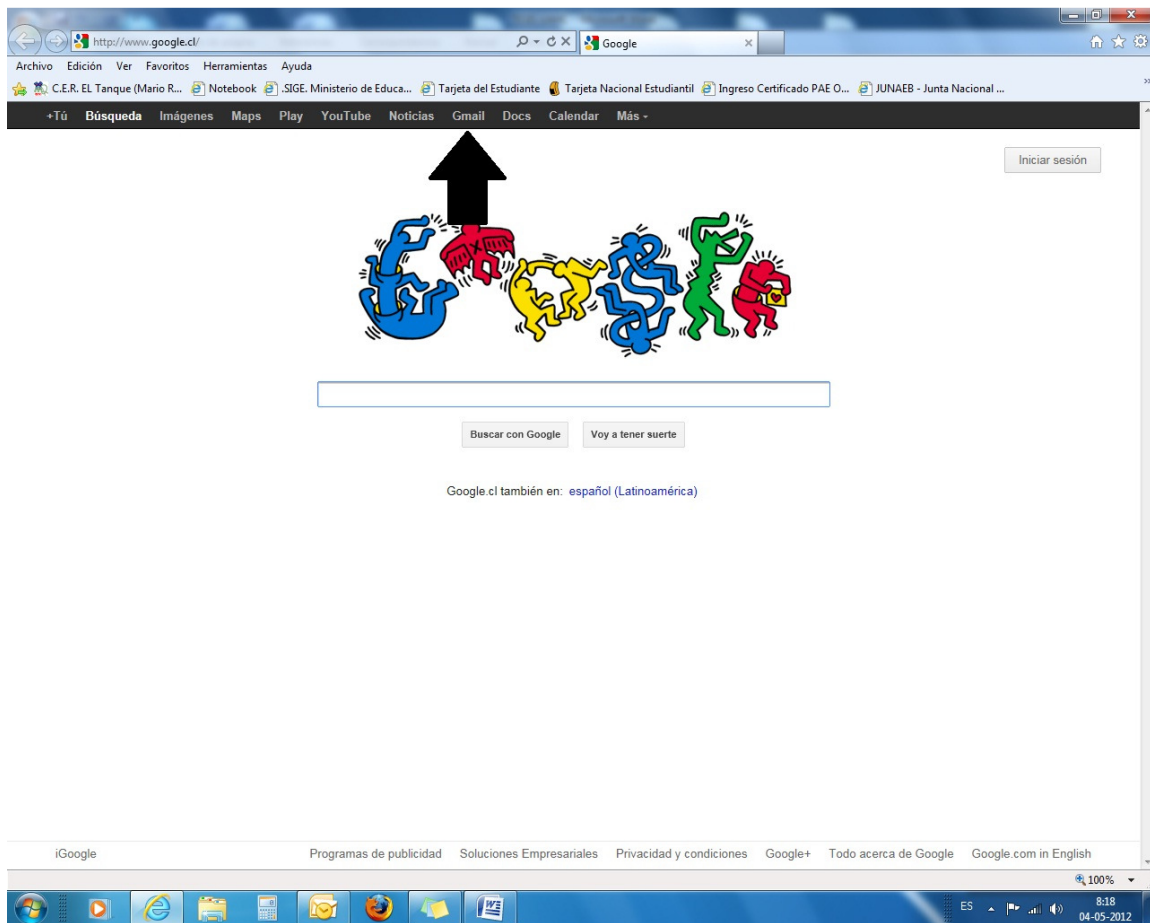 http://www.google.cl/
Google
Archivo Edición Ver Favoritos Herramientas Ayuda
C.E.R. EL Tanque (Mario R... Notebook .SIGE. Ministerio de Educa... Tarjeta del Estudiante Tarjeta Nacional Estudiantil Ingreso Certificado PAE O... JUNAEB - Junta Nacional ...
+Tú Búsqueda Imágenes Maps Play YouTube Noticias Gmail Docs Calendar Más
Iniciar sesión
Buscar con Google Voy a tener suerte
Google.cl también en: español (Latinoamérica)
iGoogle Programas de publicidad Soluciones Empresariales Privacidad y condiciones Google+ Todo acerca de Google Google.com in English
100%
ES 8:18
04-05-2012